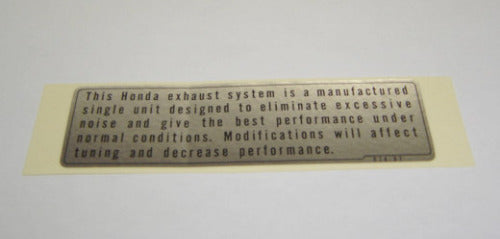 This Honda exhaust system is a manufactured
single unit designed to eliminate excessive
noise and give the best performance under
normal conditions. Modifications will affect
tuning and decrease performance.